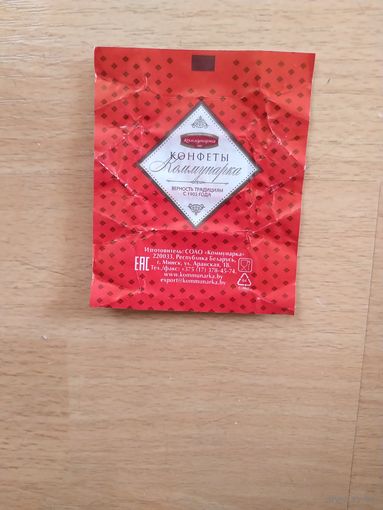 Коммунарка
КОНФЕТЫ
Коммунарка
ВЕРНОСТЬ ТРАДИЦИЯМ
С 1905 ГОДА
Изготовитель: СОАО «Коммунарка»
220033, Республика Беларусь,
г. Минск, ул. Аранская, 18.
Тел./факс: +375 (17) 378-45-74.
www.kommunarka.by
export@kommunarka.by
EAC